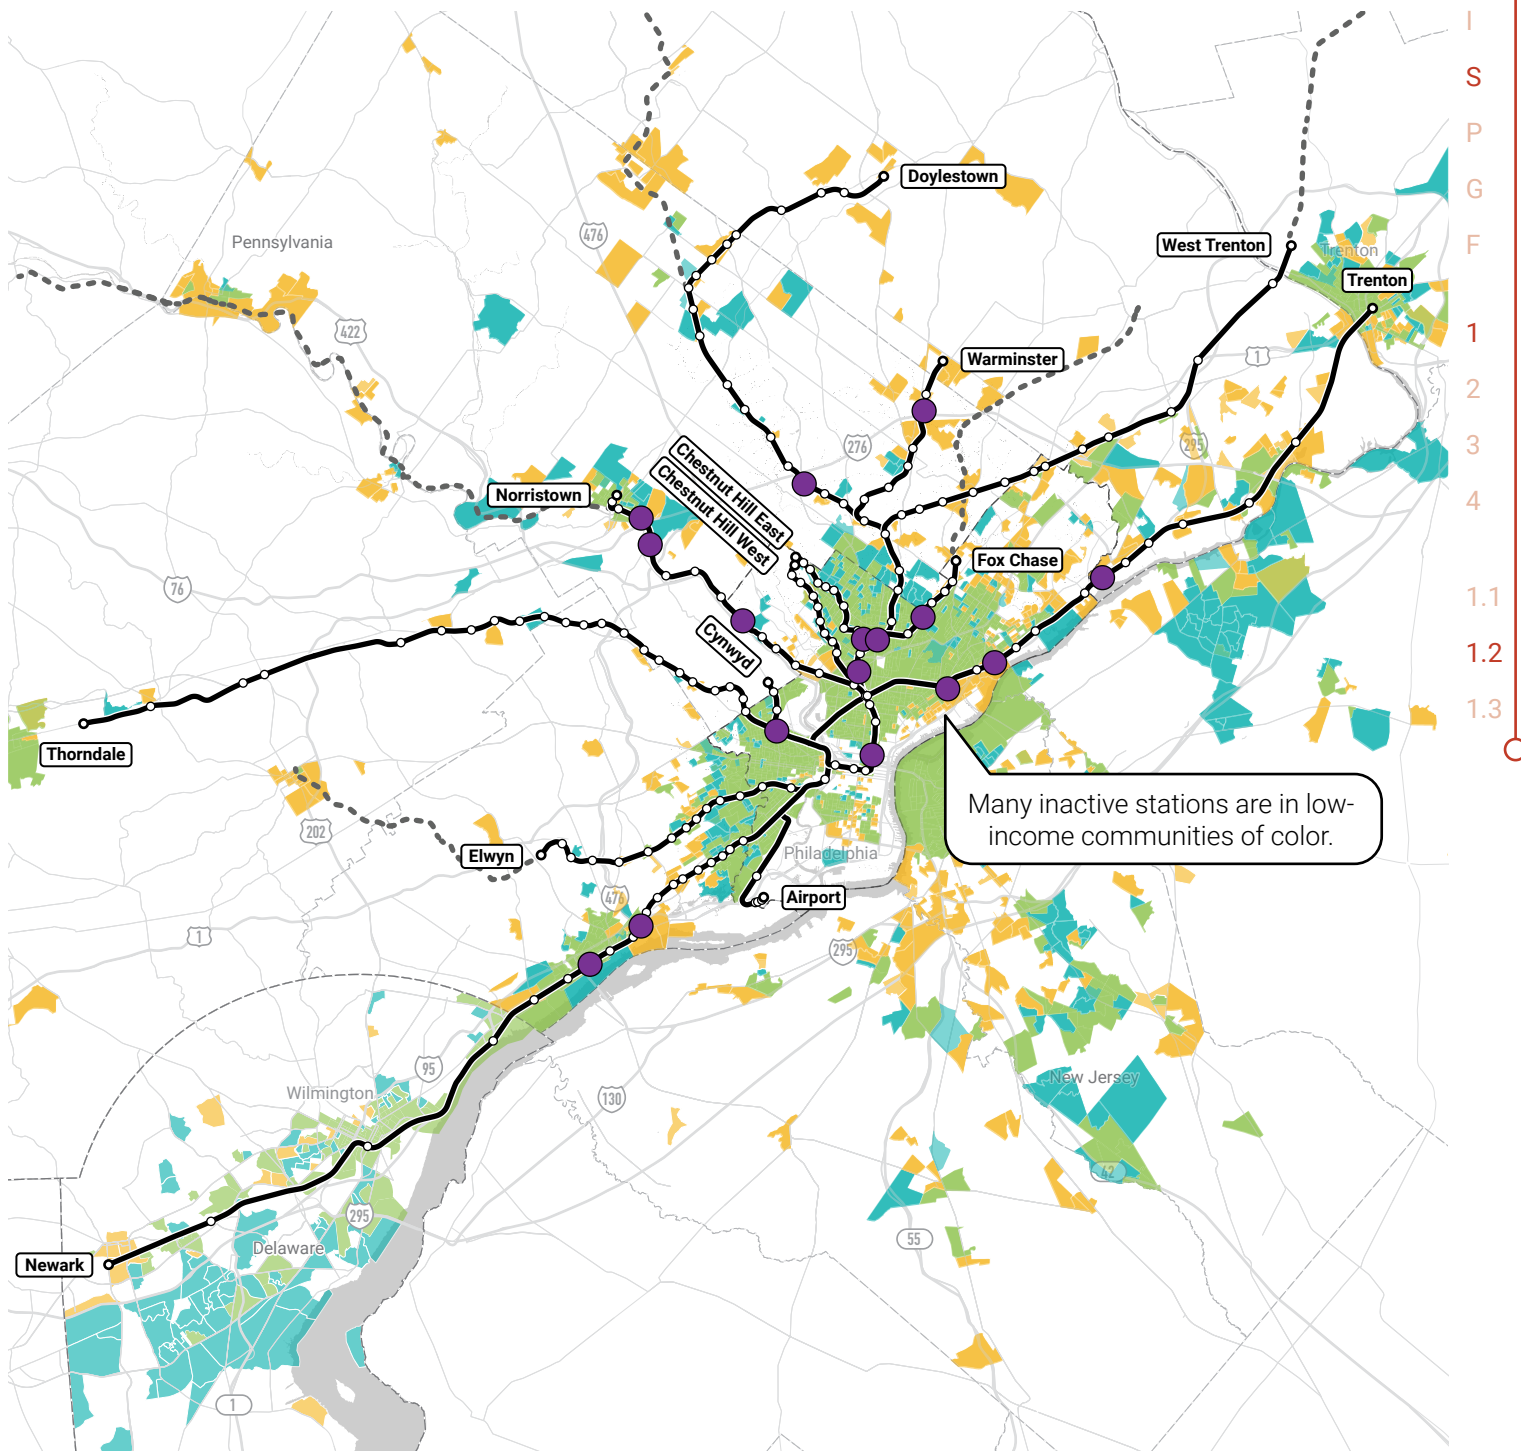 I
S
P
G
F
1
2
3
4
1.1
1.2
1.3
Doylestown
Pennsylvania
476
West Trenton
Trenton
Trenton
422
1
Warminster
276
295
Chestnut Hill East
Chestnut Hill West
Norristown
Fox Chase
76
Cynwyd
Thorndale
Many inactive stations are in low-
income communities of color.
202
Elwyn
Philadelphia
476
Airport
1
295
95
Wilmington
130
New Jersey
42
295
55
Delaware
Newark
1